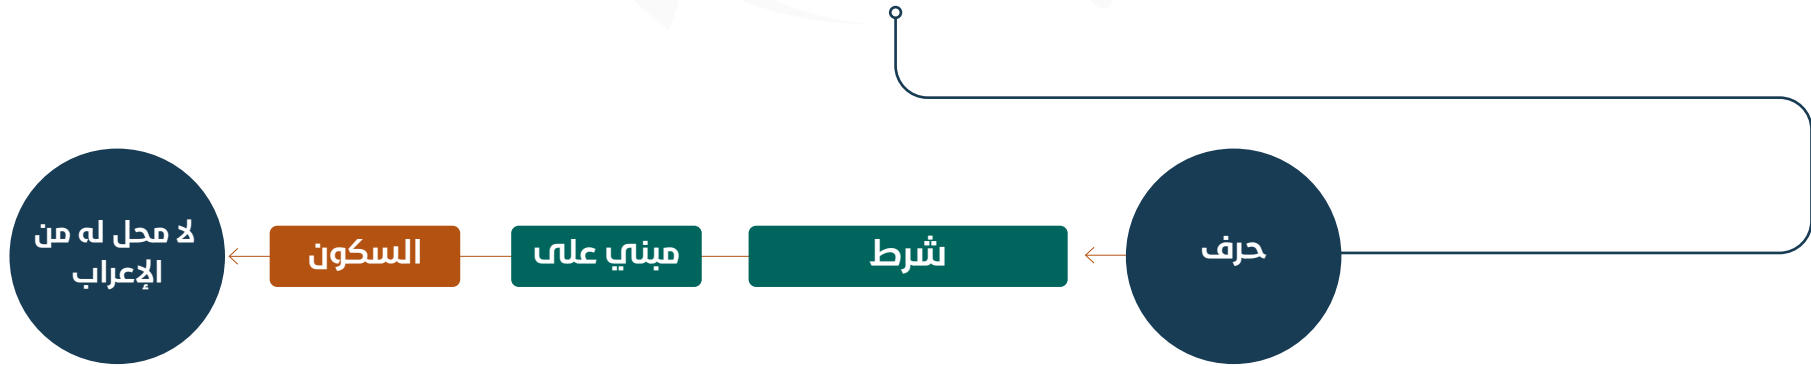 حرف
شرط
مبني على
السكون
لا محل له من
الإعراب